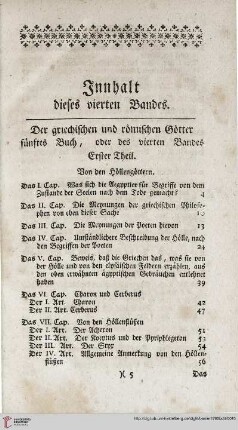 Innhalt
dieses vierten Bandes.
Der griechischen und römischen Götter
fünftes Buch, oder des vierten Bandes
Erster Theil.
Von den Höllengöttern.
Das I. Cap. Was sich die Egyptier für Begriffe von dem
Zustande der Seelen nach dem Tode gemacht? 4
Das II. Cap. Die Meynungen der griechischen Philoso-
phen von eben dieser Sache
Das III. Cap. Die Meynungen der Poeten hievon 13
Das IV. Cap. Umständlichere Beschreibung der Hölle, nach
den Begriffen der Poeten 24
Das V. Cap. Beweis, daß die Griechen das, was sie von
der Hölle und von den elysäischen Feldern erzählen, aus
den oben erwähnten ägyptischen Gebräuchen entlehnet
haben 39
Das VI Cap. Charon und Cerberus
Der I. Art. Charon 42
Der II Art. Cerberus 47
Das VII. Cap. Von den Höllenflüssen
Der I. Art. Der Acheron 51
Der II. Art. Der Kocytus und der Pyriphlegeton 52
Der III. Art. Der Styx 54
Der IV. Art. Allgemeine Anmerkung von den Höllen-
flüssen 56
X 5 Das